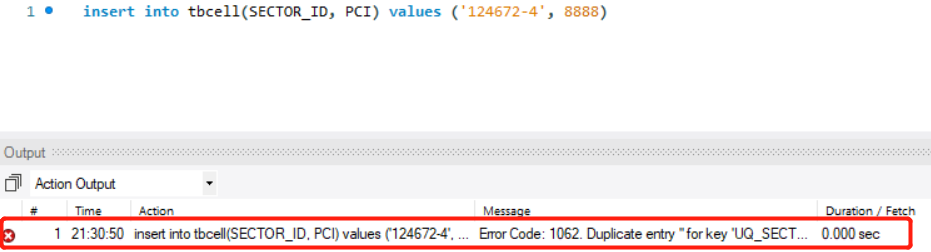 1 insert into tbcell(SECTOR_ID, PCI) values ('124672-4', 8888)
Output
Action Output
# Time Action Message Duration / Fetch
1 21:30:50 insert into tbcell(SECTOR_ID, PCI) values ('124672-4', ... Error Code: 1062. Duplicate entry '' for key 'UQ_SECT... 0.000 sec